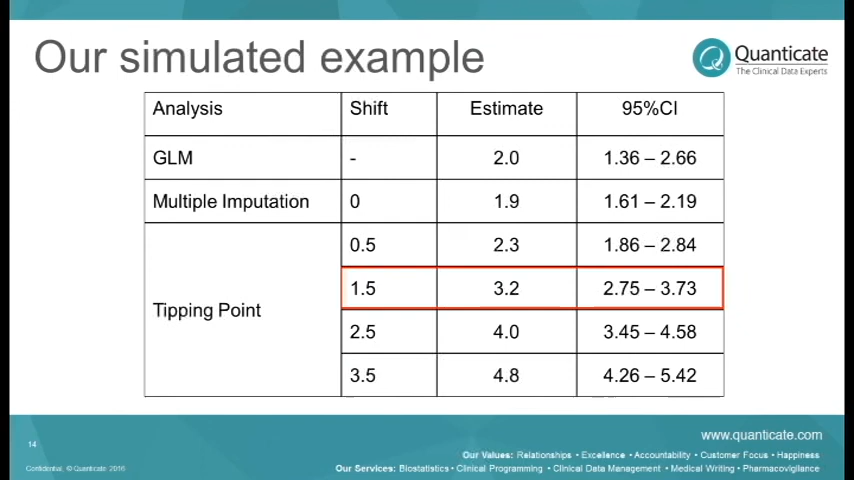 Our simulated example
Quanticate
The Clinical Data Experts
Analysis Shift Estimate 95%CI
GLM - 2.0 1.36 – 2.66
Multiple Imputation 0 1.9 1.61 – 2.19
0.5 2.3 1.86 – 2.84
1.5 3.2 2.75 – 3.73
Tipping Point
2.5 4.0 3.45 – 4.58
3.5 4.8 4.26 – 5.42
www.quanticate.com
14
Our Values: Relationships • Excellence • Accountability • Customer Focus • Happiness
Confidential, © Quanticate 2016
Our Services: Biostatistics • Clinical Programming • Clinical Data Management • Medical Writing • Pharmacovigilance